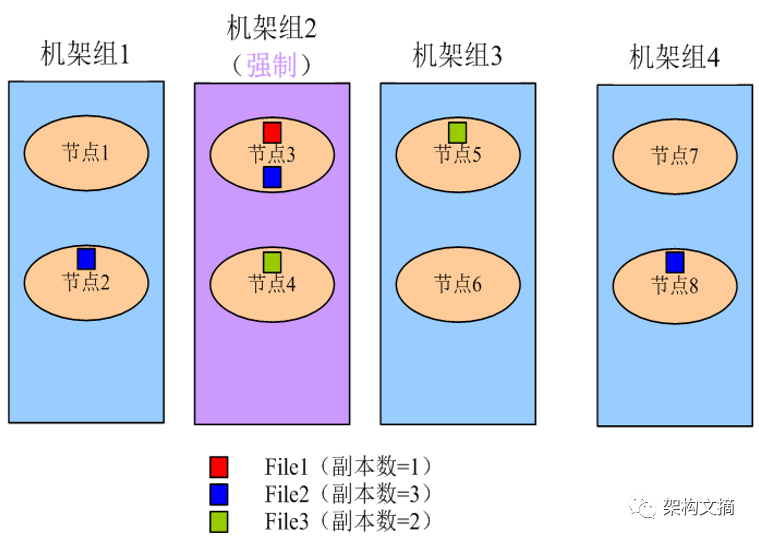 机架组1
机架组2
（强制）
机架组3
机架组4
节点1
节点3
节点5
节点7
节点2
节点4
节点6
节点8
File1（副本数=1）
File2（副本数=3）
File3（副本数=2）
架构文摘